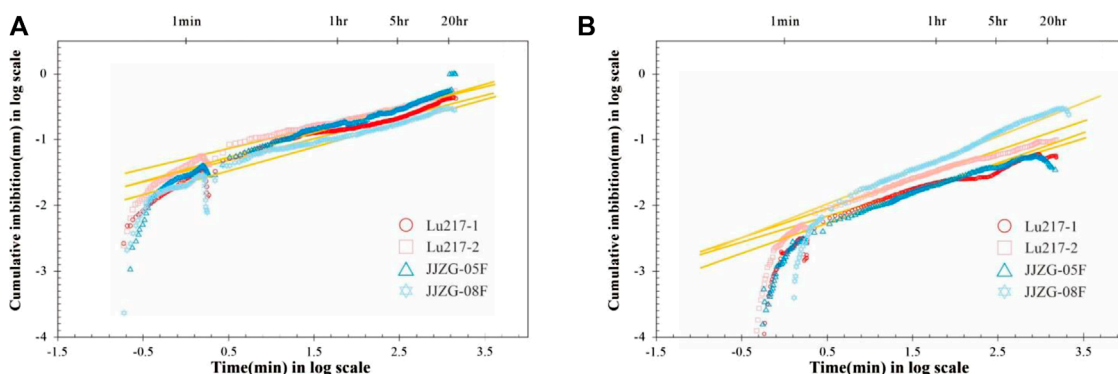 A
1min 1hr 5hr 20hr
0
-1
-2
-3
-4
-1.5 -0.5 0.5 1.5 2.5 3.5
Cumulative imbibition(mm) in log scale
Time(min) in log scale
Lu217-1
Lu217-2
JJZG-05F
JJZG-08F
B
1min 1hr 5hr 20hr
0
-1
-2
-3
-4
-1.5 -0.5 0.5 1.5 2.5 3.5
Cumulative imbibition(mm) in log scale
Time(min) in log scale
Lu217-1
Lu217-2
JJZG-05F
JJZG-08F